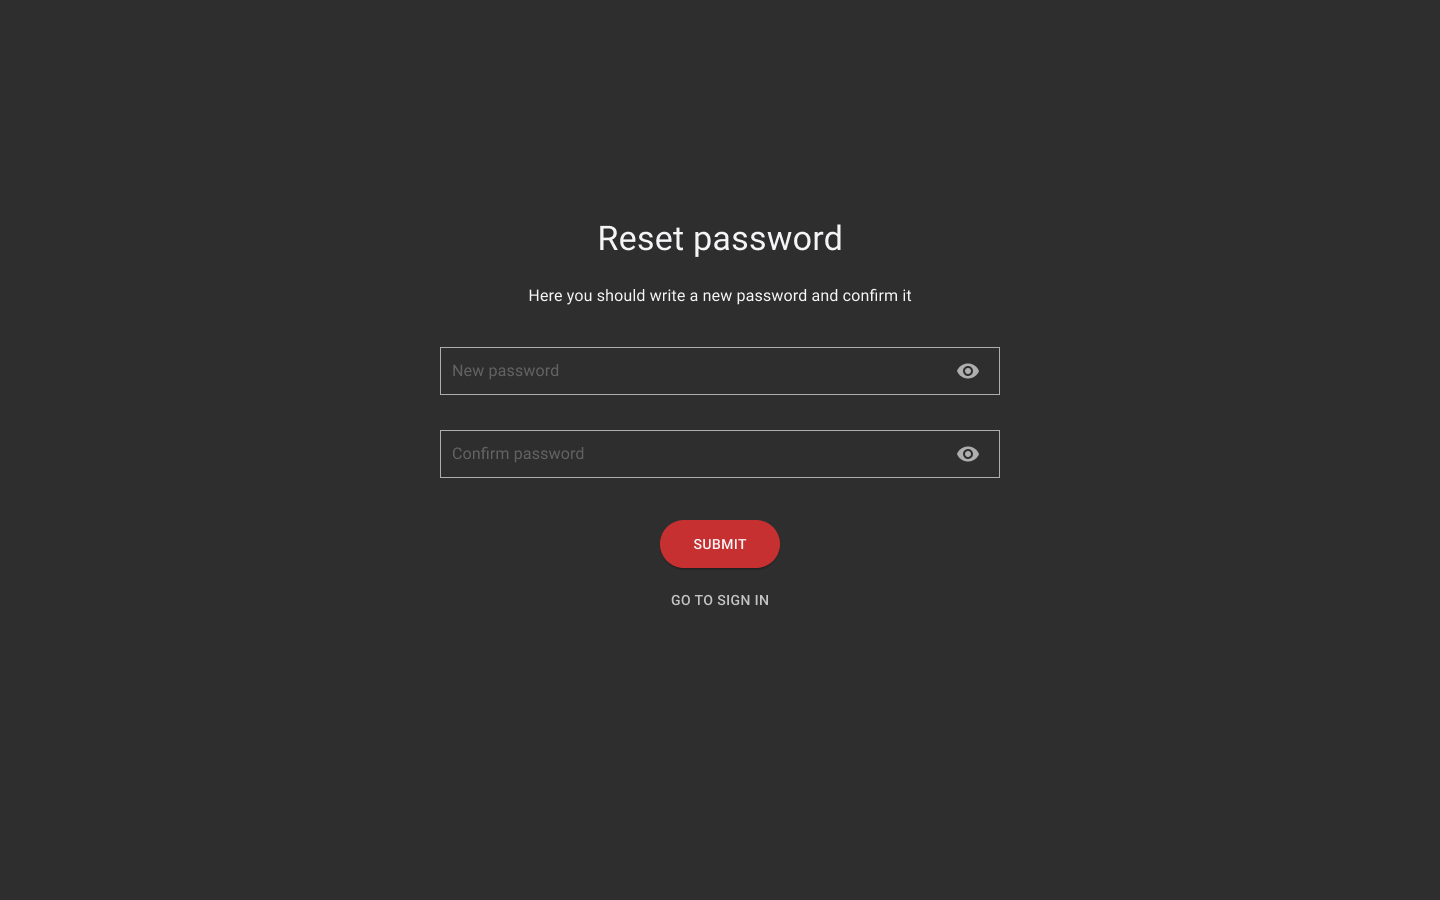 Reset password
Here you should write a new password and confirm it
New password
Confirm password
SUBMIT
GO TO SIGN IN